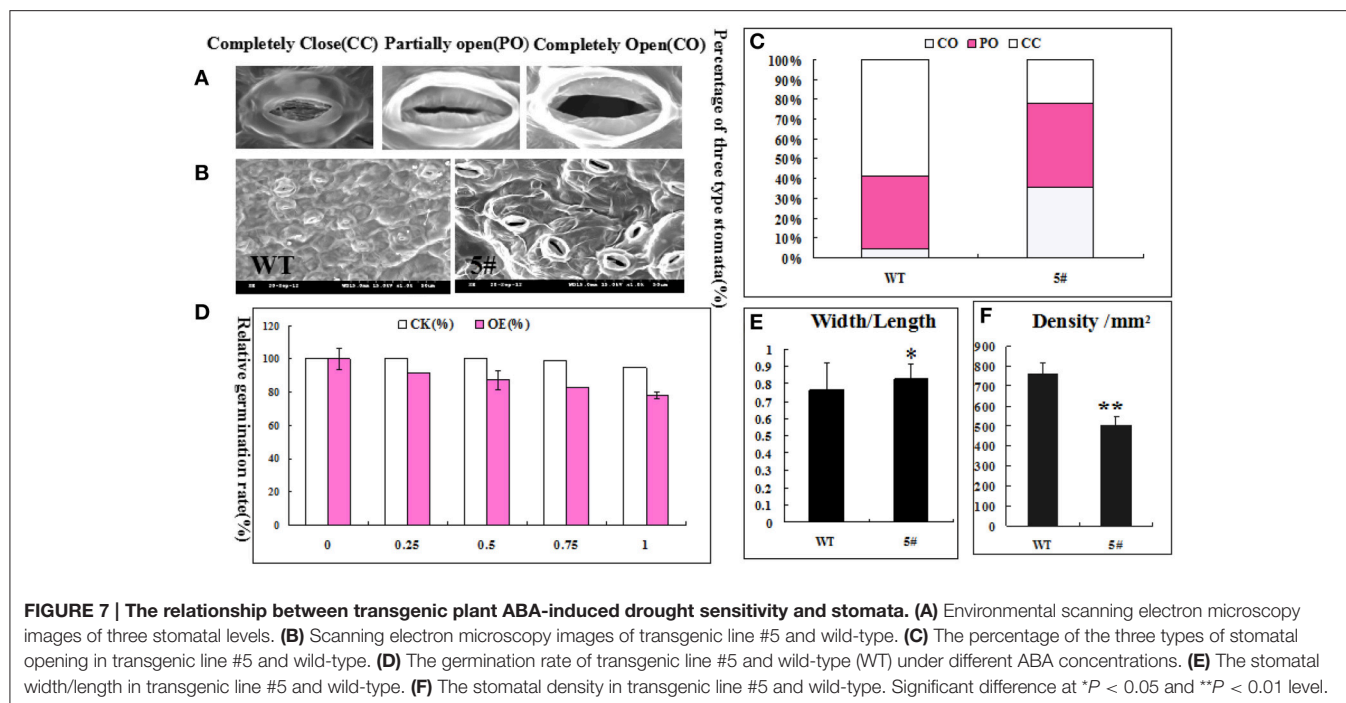 Completely Close(CC) Partially open(PO) Completely Open(CO)
A
B
WT
5#
Percentage of three type stomata(%)
C
CO PO CC
100%
90%
80%
70%
60%
50%
40%
30%
20%
10%
0%
WT 5#
D
Relative germination rate(%)
CK(%) OE(%)
120
100
80
60
40
20
0
0 0.25 0.5 0.75 1
E
Width/Length
1
0.9
0.8
0.7
0.6
0.5
0.4
0.3
0.2
0.1
0
*
WT 5#
F
Density /mm²
900
800
700
600
500
400
300
200
100
0
**
WT 5#
FIGURE 7 | The relationship between transgenic plant ABA-induced drought sensitivity and stomata. (A) Environmental scanning electron microscopy
images of three stomatal levels. (B) Scanning electron microscopy images of transgenic line #5 and wild-type. (C) The percentage of the three types of stomatal
opening in transgenic line #5 and wild-type. (D) The germination rate of transgenic line #5 and wild-type (WT) under different ABA concentrations. (E) The stomatal
width/length in transgenic line #5 and wild-type. (F) The stomatal density in transgenic line #5 and wild-type. Significant difference at *P < 0.05 and **P < 0.01 level.